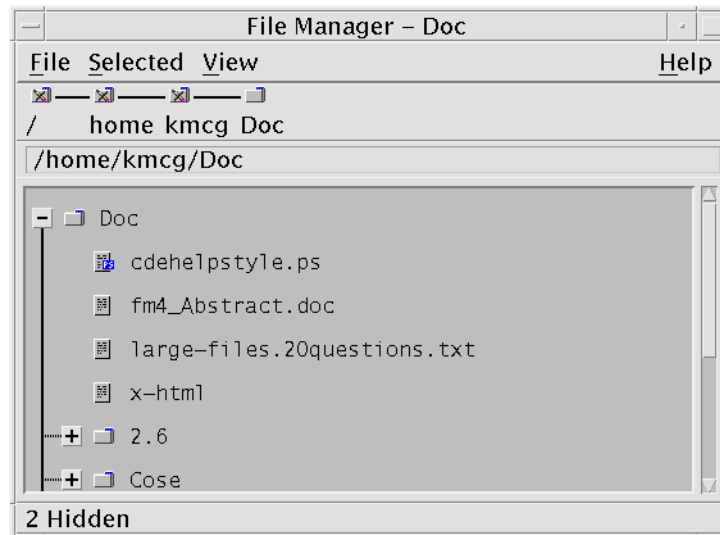 File Manager – Doc
File Selected View Help
/ home kmcg Doc
/home/kmcg/Doc
Doc
cdehelpstyle.ps
fm4_Abstract.doc
large–files.20questions.txt
x–html
2.6
Cose
2 Hidden